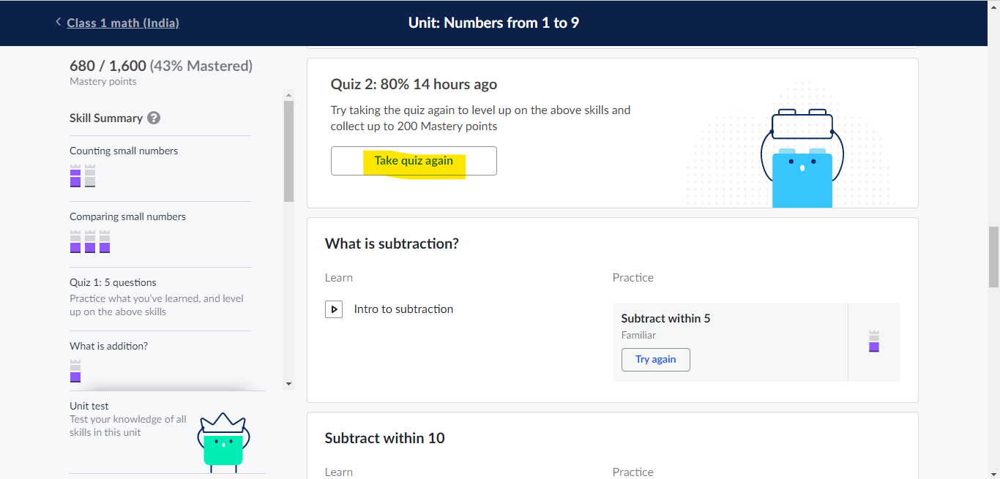 Class 1 math (India)
Unit: Numbers from 1 to 9
680 / 1,600 (43% Mastered)
Mastery points
Skill Summary ?
Counting small numbers
Comparing small numbers
Quiz 1: 5 questions
Practice what you've learned, and level
up on the above skills
What is addition?
Unit test
Test your knowledge of all
skills in this unit
Quiz 2: 80% 14 hours ago
Try taking the quiz again to level up on the above skills and
collect up to 200 Mastery points
Take quiz again
What is subtraction?
Learn
Intro to subtraction
Practice
Subtract within 5
Familiar
Try again
Subtract within 10
Learn
Practice